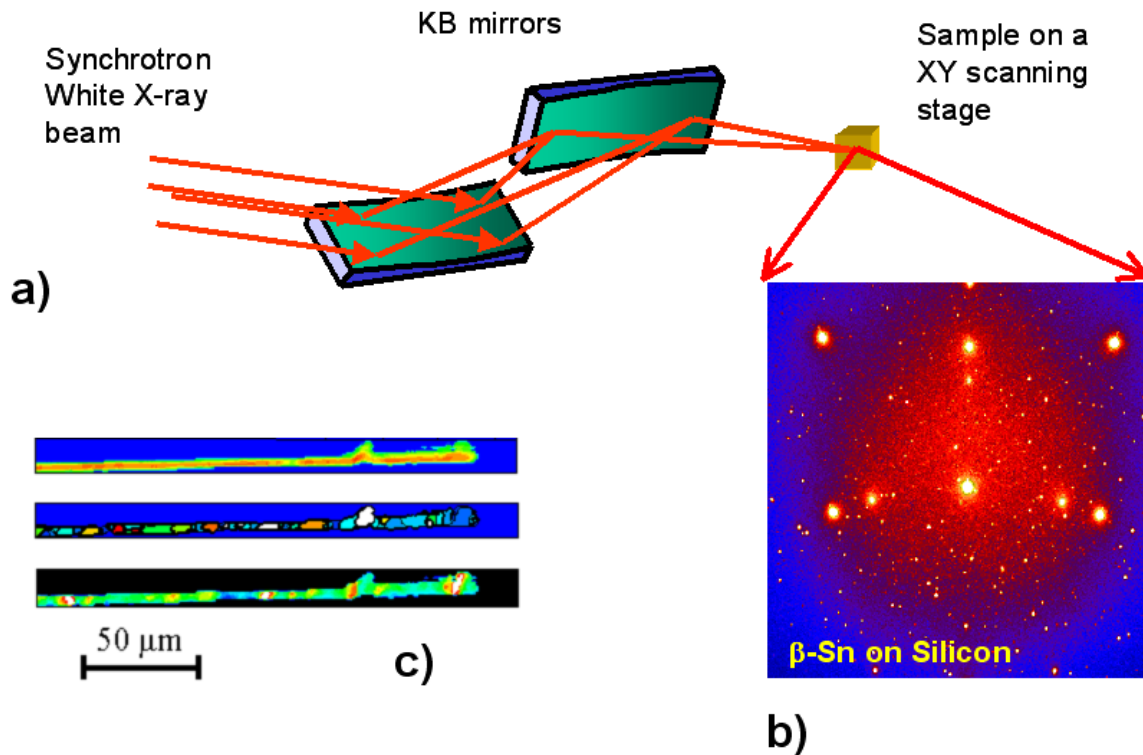 KB mirrors
Synchrotron
White X-ray
beam
Sample on a
XY scanning
stage
a)
β-Sn on Silicon
b)
50 µm
c)